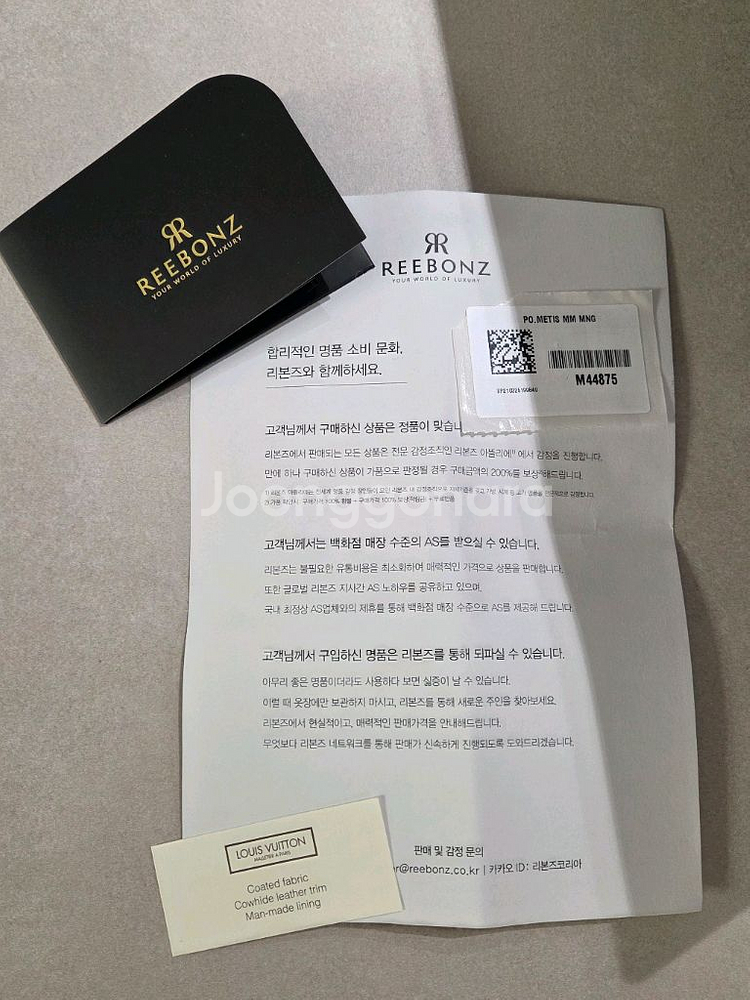 REEBONZ
YOUR WORLD OF LUXURY
REEBONZ
YOUR WORLD OF LUXURY
PO.METIS MM MNG
M44875
합리적인 명품 소비 문화,
리본즈와 함께하세요.
고객님께서 구매하신 상품은 정품이 맞습
리본즈에서 판매되는 모든 상품은 전문 감정조직인 리본즈 아뜰리에 에서 감정을 진행합니다.
만에 하나 구매하신 상품이 가품으로 판정될 경우 구매금액의 200%를 보상 해드립니다.
Joonggonara
고객님께서는 백화점 매장 수준의 AS를 받으실 수 있습니다.
리본즈는 불필요한 유통비용은 최소화하여 매력적인 가격으로 상품을 판매합니다.
또한 글로벌 리본즈 지사간 AS 노하우를 공유하고 있으며,
국내 최정상 AS업체와의 제휴를 통해 백화점 매장 수준으로 AS를 제공해 드립니다.
고객님께서 구입하신 명품은 리본즈를 통해 되파실 수 있습니다.
아무리 좋은 명품이더라도 사용하다 보면 싫증이 날 수 있습니다.
이럴 때 옷장에만 보관하지 마시고, 리본즈를 통해 새로운 주인을 찾아보세요.
리본즈에서 현실적이고, 매력적인 판매가격을 안내해드립니다.
무엇보다 리본즈 네트워크를 통해 판매가 신속하게 진행되도록 도와드리겠습니다.
판매 및 감정 문의
er@reebonz.co.kr | 카카오 ID : 리본즈코리아
LOUIS VUITTON
MALLETIER A PARIS
Coated fabric
Cowhide leather trim
Man-made lining